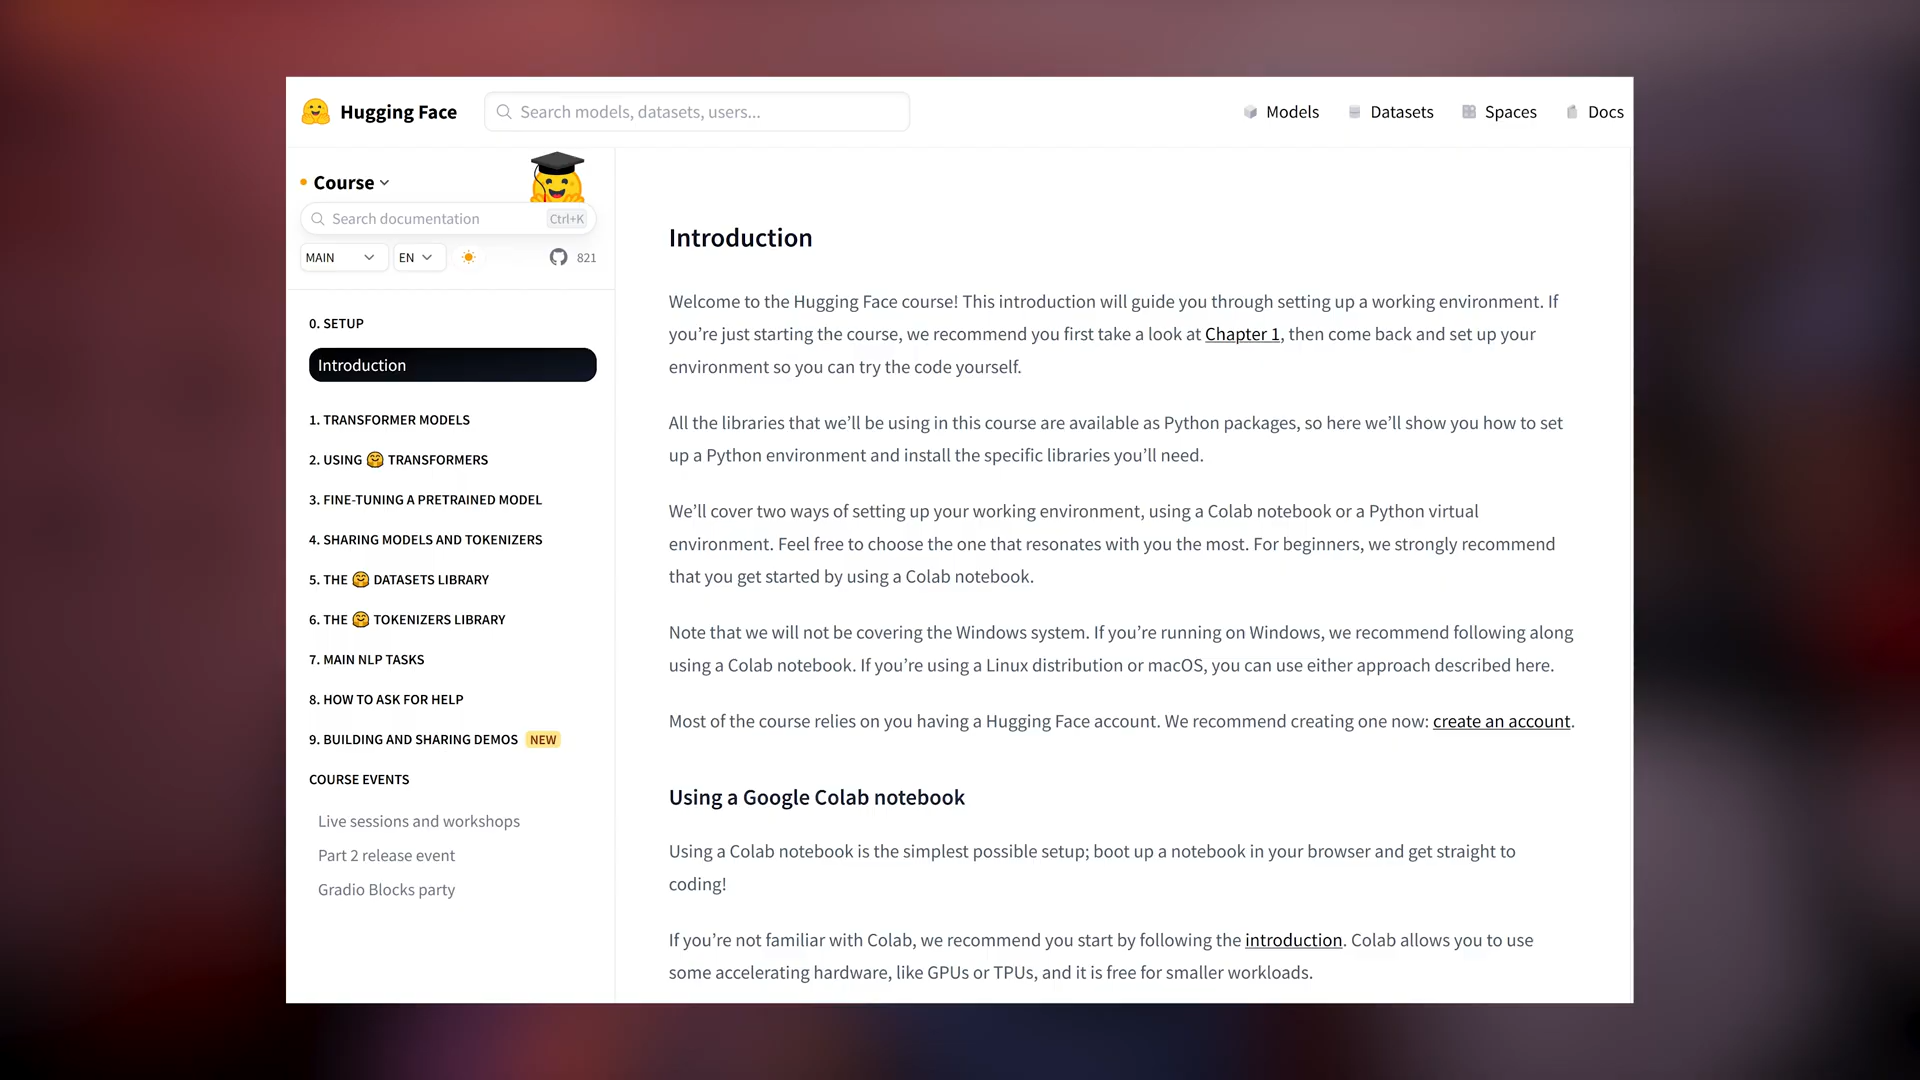 Hugging Face
Search models, datasets, users...
Models
Datasets
Spaces
Docs
Course
Search documentation
Ctrl+K
MAIN
EN
821
0. SETUP
Introduction
1. TRANSFORMER MODELS
2. USING 🤗 TRANSFORMERS
3. FINE-TUNING A PRETRAINED MODEL
4. SHARING MODELS AND TOKENIZERS
5. THE 🤗 DATASETS LIBRARY
6. THE 🤗 TOKENIZERS LIBRARY
7. MAIN NLP TASKS
8. HOW TO ASK FOR HELP
9. BUILDING AND SHARING DEMOS NEW
COURSE EVENTS
Live sessions and workshops
Part 2 release event
Gradio Blocks party
Introduction
Welcome to the Hugging Face course! This introduction will guide you through setting up a working environment. If
you’re just starting the course, we recommend you first take a look at Chapter 1, then come back and set up your
environment so you can try the code yourself.
All the libraries that we’ll be using in this course are available as Python packages, so here we’ll show you how to set
up a Python environment and install the specific libraries you’ll need.
We’ll cover two ways of setting up your working environment, using a Colab notebook or a Python virtual
environment. Feel free to choose the one that resonates with you the most. For beginners, we strongly recommend
that you get started by using a Colab notebook.
Note that we will not be covering the Windows system. If you’re running on Windows, we recommend following along
using a Colab notebook. If you’re using a Linux distribution or macOS, you can use either approach described here.
Most of the course relies on you having a Hugging Face account. We recommend creating one now: create an account.
Using a Google Colab notebook
Using a Colab notebook is the simplest possible setup; boot up a notebook in your browser and get straight to
coding!
If you’re not familiar with Colab, we recommend you start by following the introduction. Colab allows you to use
some accelerating hardware, like GPUs or TPUs, and it is free for smaller workloads.